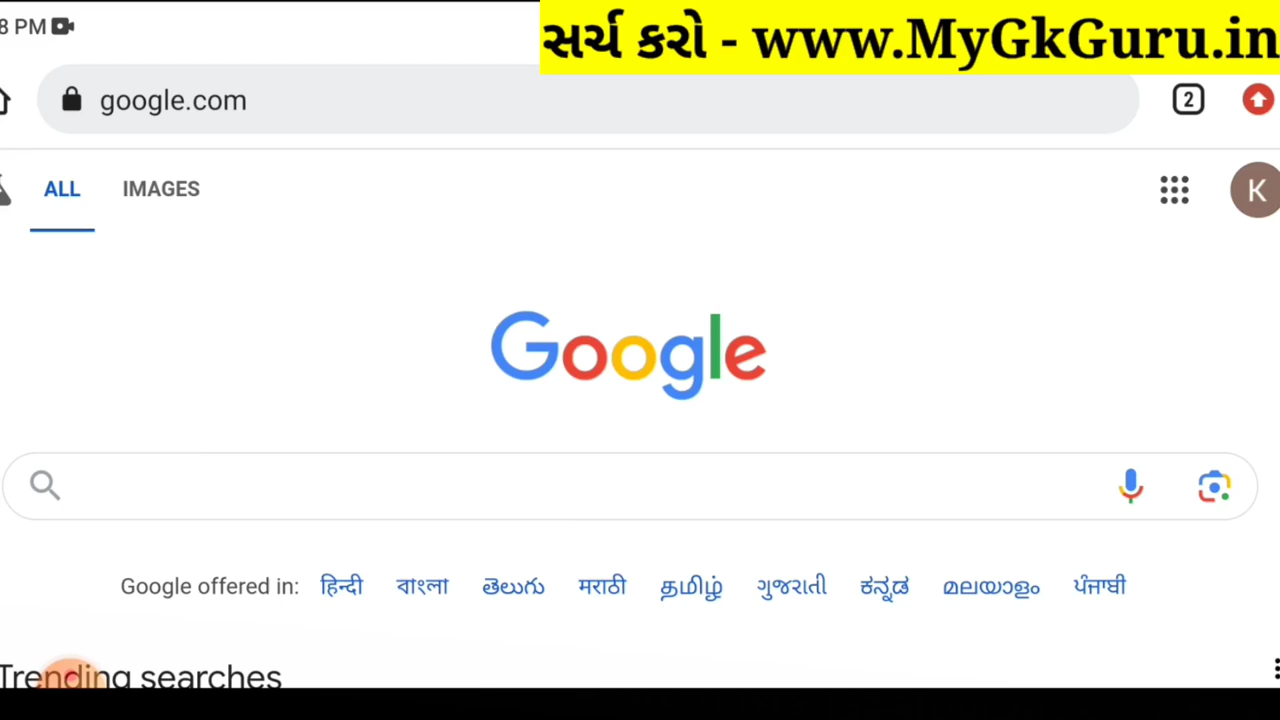 8 PM
સર્ચ કરો - www.MyGkGuru.in
google.com
2
ALL IMAGES
K
Google
Google offered in: हिन्दी বাংলা తెలుగు मराठी தமிழ் ગુજરાતી ಕನ್ನಡ മലയാളം ਪੰਜਾਬੀ
Trending searches